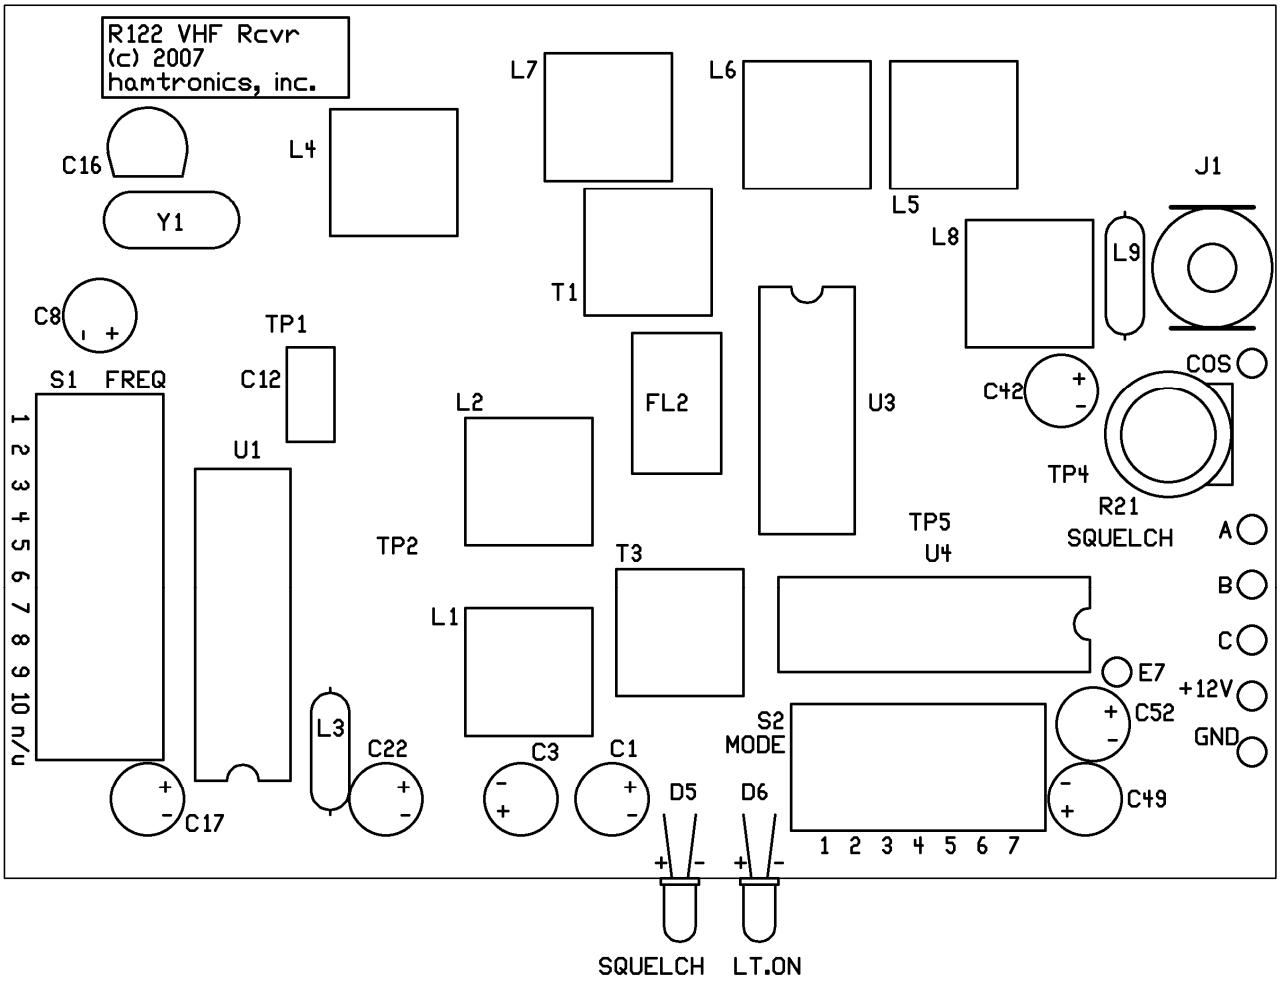 R122 VHF Rcvr
(c) 2007
hamtronics, inc.
L7
L6
L4
C16
J1
L5
Y1
L8
L9
T1
C8
- +
TP1
COS
S1 FREQ
C12
C42
+
-
L2
FL2
U3
1
2
3
4
5
6
7
8
9
10
n/u
U1
TP4
R21
SQUELCH
TP5
A
TP2
T3
U4
B
L1
C
E7
+12V
C52
+
-
S2
MODE
GND
L3
C22
C3
C1
+
-
C17
+
-
-
+
+
-
D5
D6
-
+
C49
1 2 3 4 5 6 7
+ -
+ -
SQUELCH
LT.ON